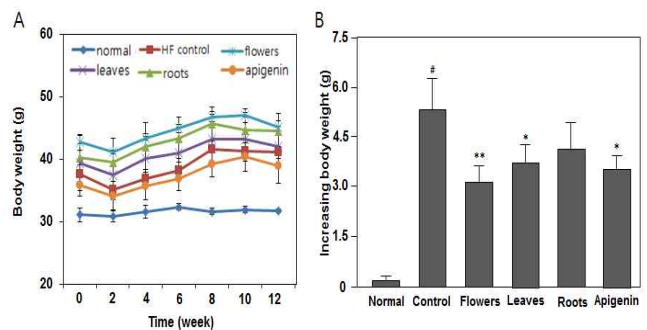 A
normal HF control flowers
leaves roots apigenin
Body weight (g)
60
50
40
30
20
0 2 4 6 8 10 12
Time (week)
B
Increasing body weight (g)
7.5
6.0
4.5
3.0
1.5
0
#
**
*
*
Normal Control Flowers Leaves Roots Apigenin